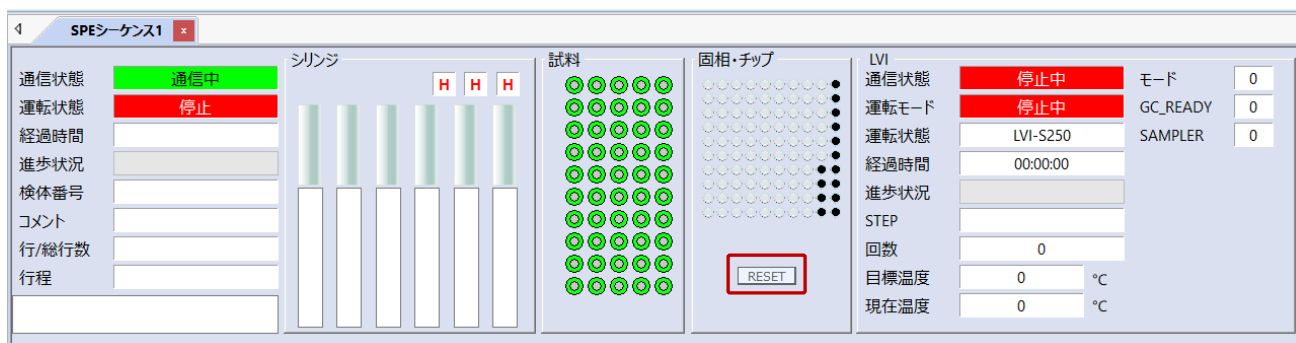 SPEシーケンス1 x
通信状態 通信中
運転状態 停止
経過時間
進歩状況
検体番号
コメント
行/総行数
行程
シリンジ
H H H
試料
固相・チップ
RESET
LVI
通信状態 停止中
運転モード 停止中
運転状態 LVI-S250
経過時間 00:00:00
進歩状況
STEP
回数 0
目標温度 0 ℃
現在温度 0 ℃
モード 0
GC_READY 0
SAMPLER 0